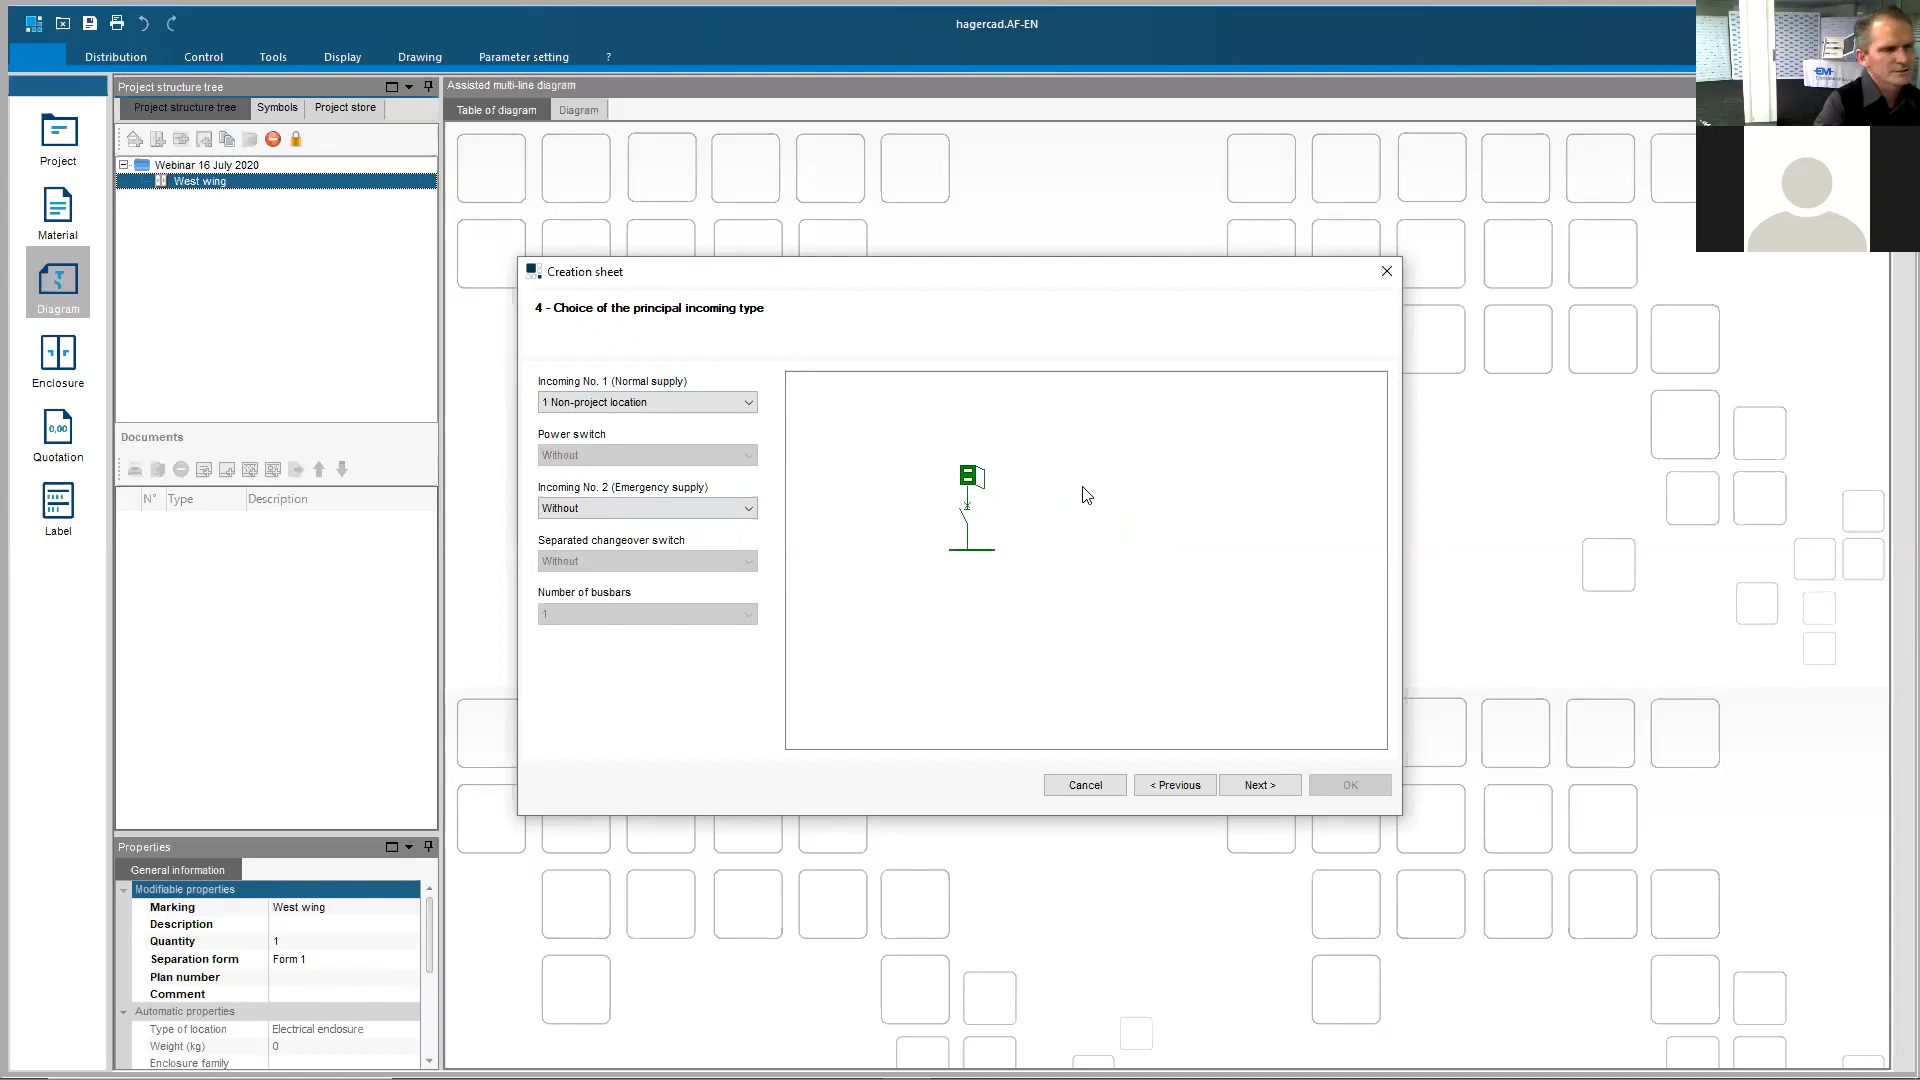 hagercad.AF-EN
Distribution Control Tools Display Drawing Parameter setting ?
Project structure tree
Project structure tree Symbols Project store
Webinar 16 July 2020
West wing
Project
Material
Diagram
Enclosure
0,00
Quotation
Label
Documents
N° Type Description
Properties
General information
Modifiable properties
Marking West wing
Description
Quantity 1
Separation form Form 1
Plan number
Comment
Automatic properties
Type of location Electrical enclosure
Weight (kg) 0
Enclosure family
Assisted multi-line diagram
Table of diagram Diagram
Creation sheet
4 - Choice of the principal incoming type
Incoming No. 1 (Normal supply)
1 Non-project location
Power switch
Without
Incoming No. 2 (Emergency supply)
Without
Separated changeover switch
Without
Number of busbars
1
Cancel < Previous Next > OK
EM